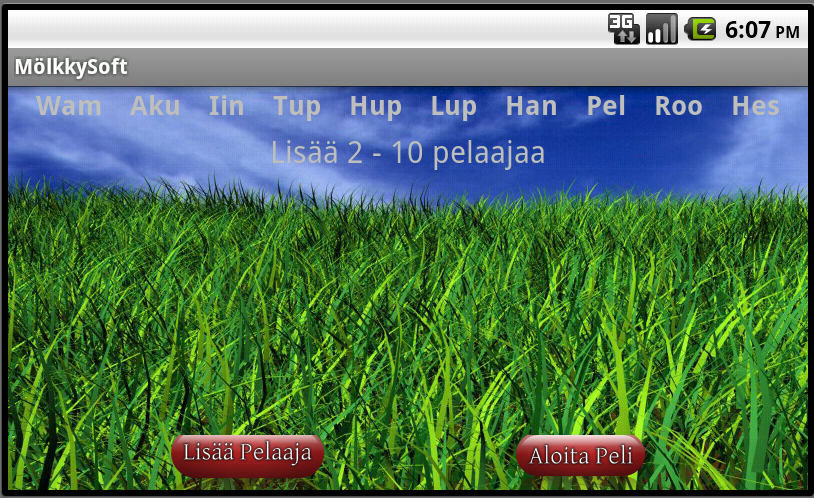 3G 6:07 PM
MölkkySoft
Wam Aku Iin Tup Hup Lup Han Pel Roo Hes
Lisää 2 - 10 pelaajaa
Lisää Pelaaja Aloita Peli